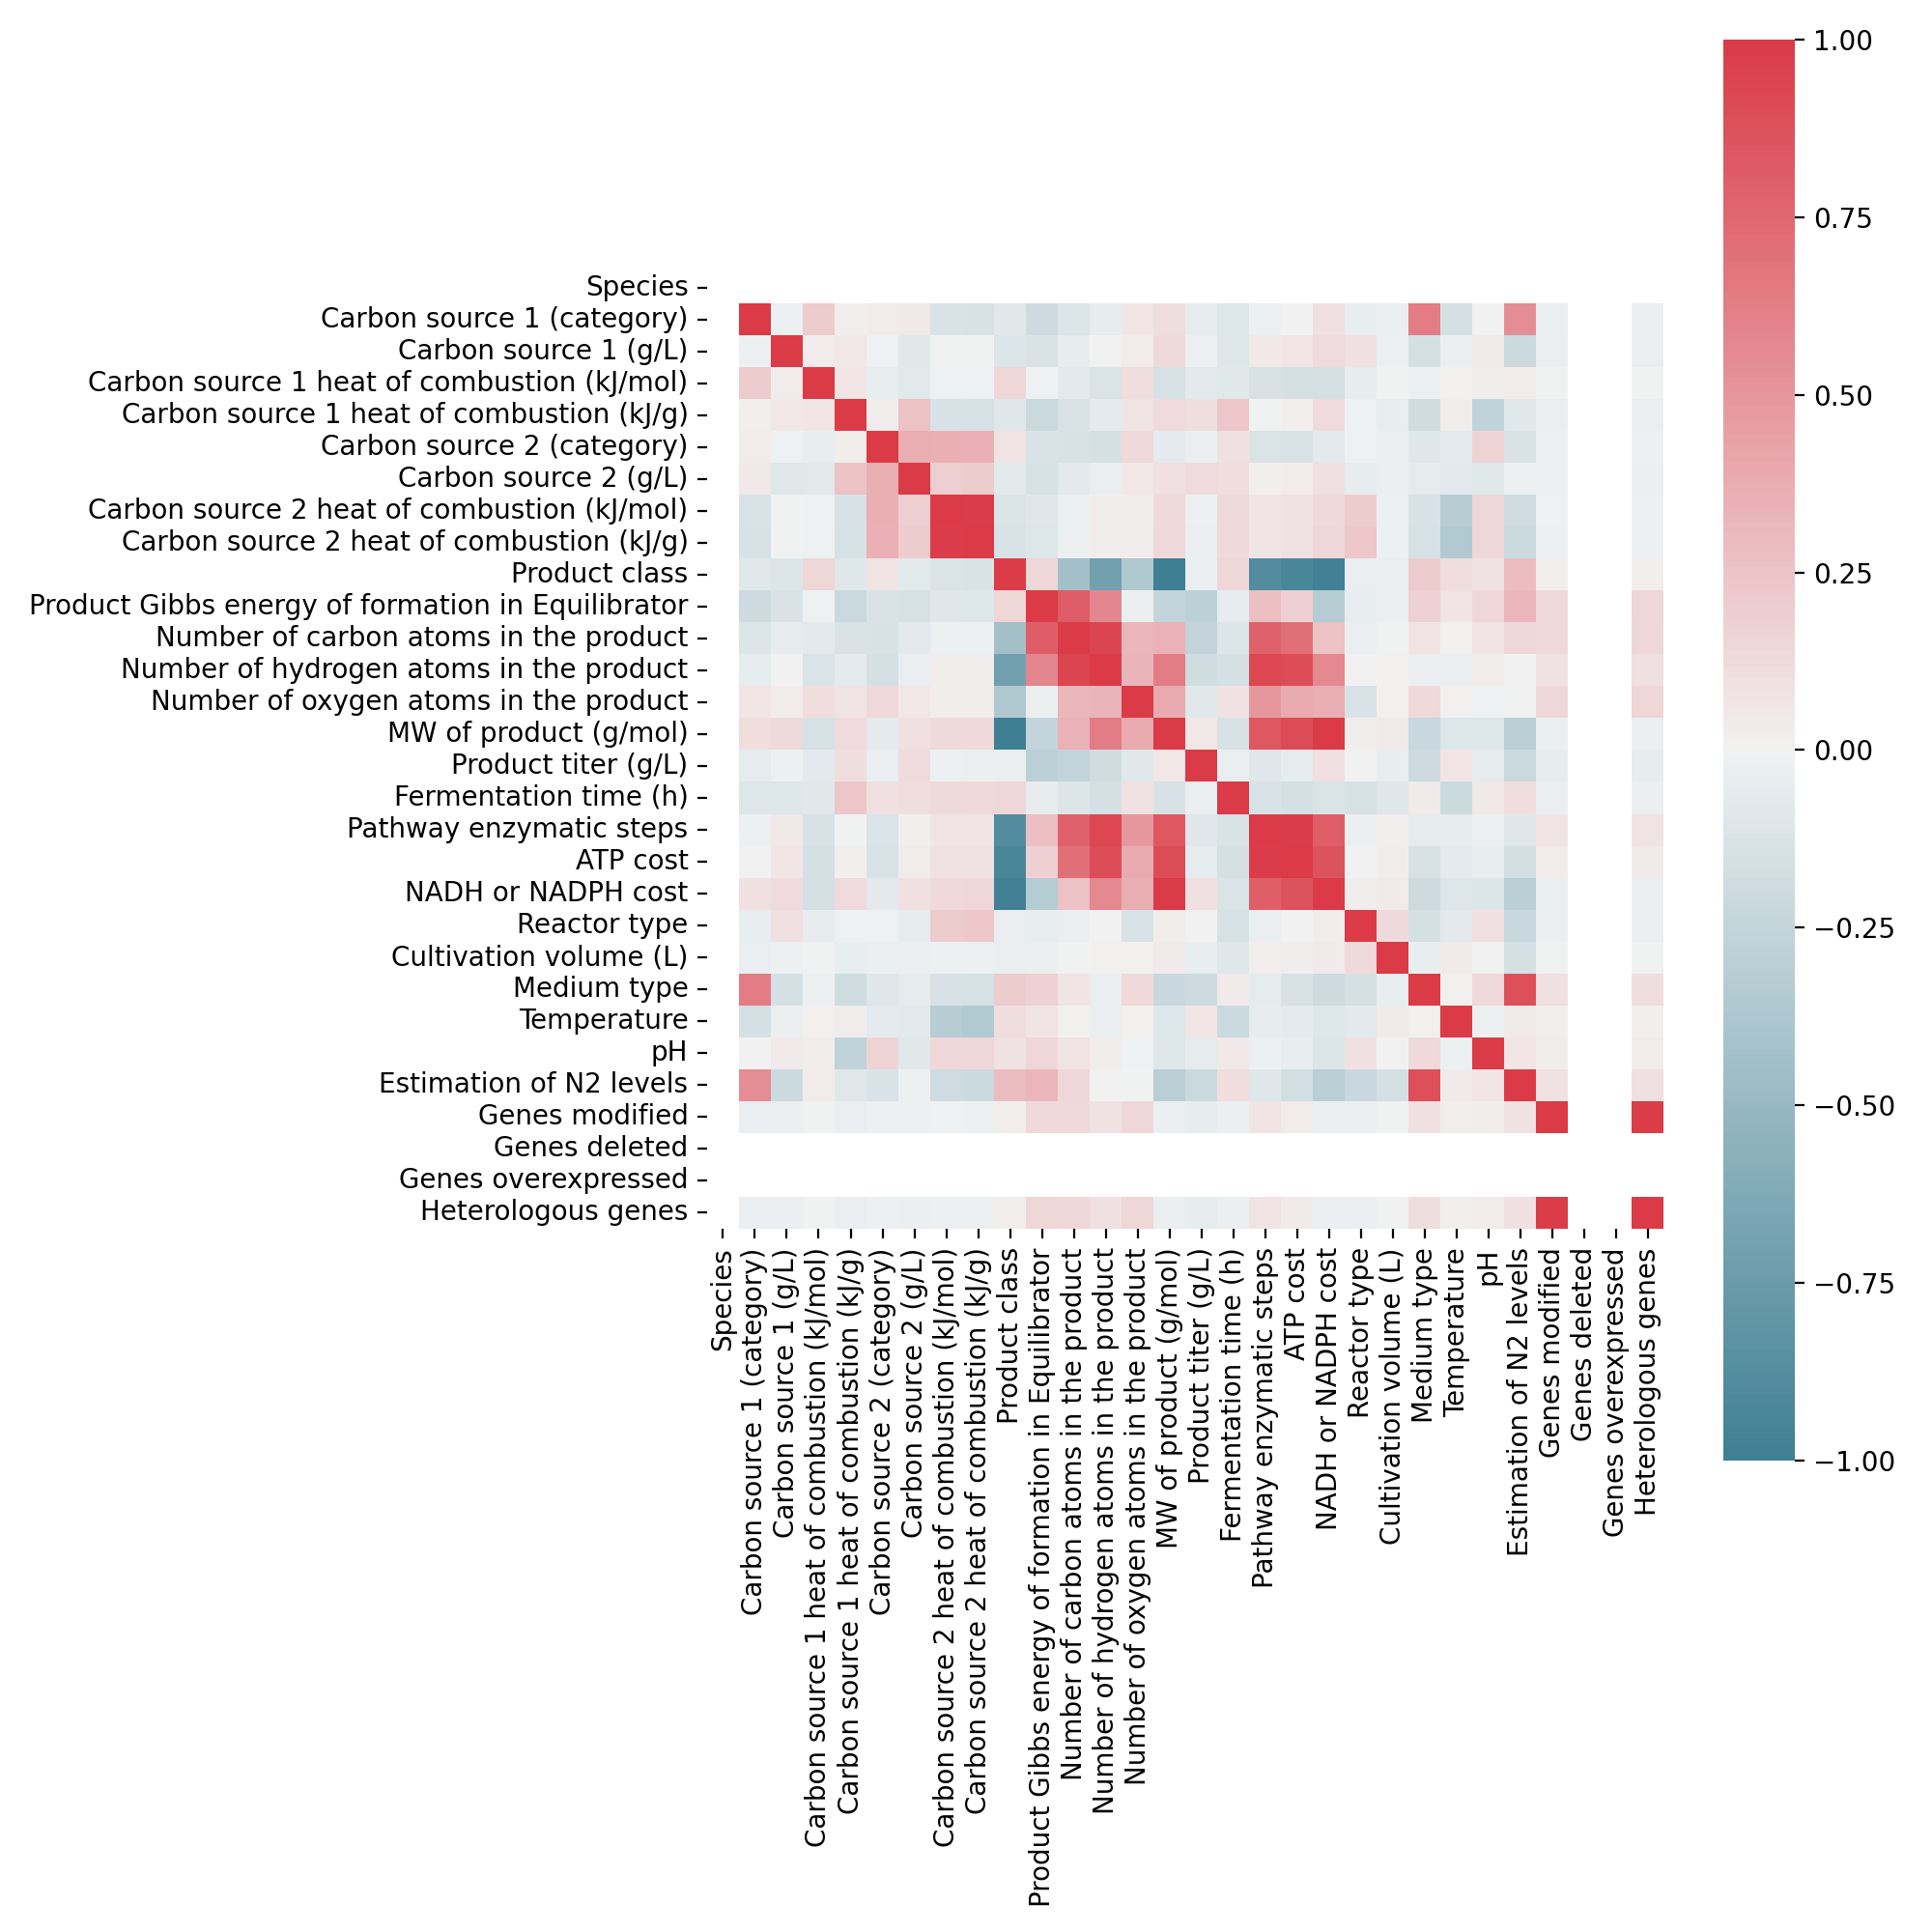 Species
Carbon source 1 (category)
Carbon source 1 (g/L)
Carbon source 1 heat of combustion (kJ/mol)
Carbon source 1 heat of combustion (kJ/g)
Carbon source 2 (category)
Carbon source 2 (g/L)
Carbon source 2 heat of combustion (kJ/mol)
Carbon source 2 heat of combustion (kJ/g)
Product class
Product Gibbs energy of formation in Equilibrator
Number of carbon atoms in the product
Number of hydrogen atoms in the product
Number of oxygen atoms in the product
MW of product (g/mol)
Product titer (g/L)
Fermentation time (h)
Pathway enzymatic steps
ATP cost
NADH or NADPH cost
Reactor type
Cultivation volume (L)
Medium type
Temperature
pH
Estimation of N2 levels
Genes modified
Genes deleted
Genes overexpressed
Heterologous genes
Species
Carbon source 1 (category)
Carbon source 1 (g/L)
Carbon source 1 heat of combustion (kJ/mol)
Carbon source 1 heat of combustion (kJ/g)
Carbon source 2 (category)
Carbon source 2 (g/L)
Carbon source 2 heat of combustion (kJ/mol)
Carbon source 2 heat of combustion (kJ/g)
Product class
Product Gibbs energy of formation in Equilibrator
Number of carbon atoms in the product
Number of hydrogen atoms in the product
Number of oxygen atoms in the product
MW of product (g/mol)
Product titer (g/L)
Fermentation time (h)
Pathway enzymatic steps
ATP cost
NADH or NADPH cost
Reactor type
Cultivation volume (L)
Medium type
Temperature
pH
Estimation of N2 levels
Genes modified
Genes deleted
Genes overexpressed
Heterologous genes
1.00
0.75
0.50
0.25
0.00
−0.25
−0.50
−0.75
−1.00